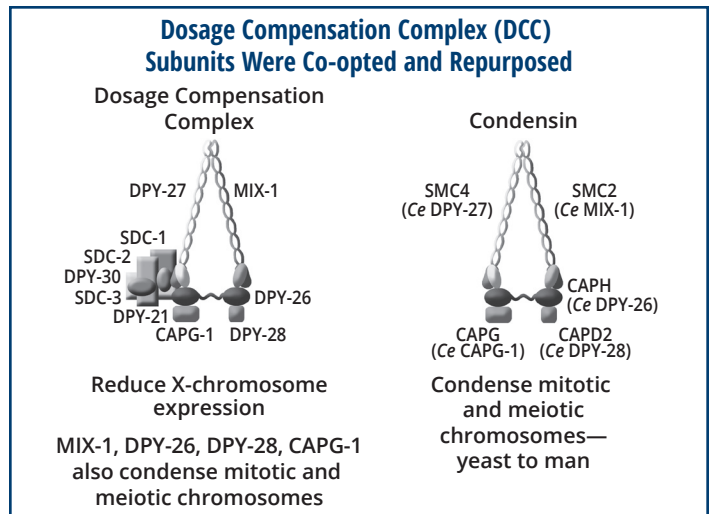 Dosage Compensation Complex (DCC)
Subunits Were Co-opted and Repurposed
Dosage Compensation
Complex
DPY-27
MIX-1
SDC-1
SDC-2
DPY-30
SDC-3
DPY-21
DPY-26
CAPG-1
DPY-28
Reduce X-chromosome
expression
MIX-1, DPY-26, DPY-28, CAPG-1
also condense mitotic and
meiotic chromosomes
Condensin
SMC4
(Ce DPY-27)
SMC2
(Ce MIX-1)
CAPH
(Ce DPY-26)
CAPG
(Ce CAPG-1)
CAPD2
(Ce DPY-28)
Condense mitotic
and meiotic
chromosomes—
yeast to man